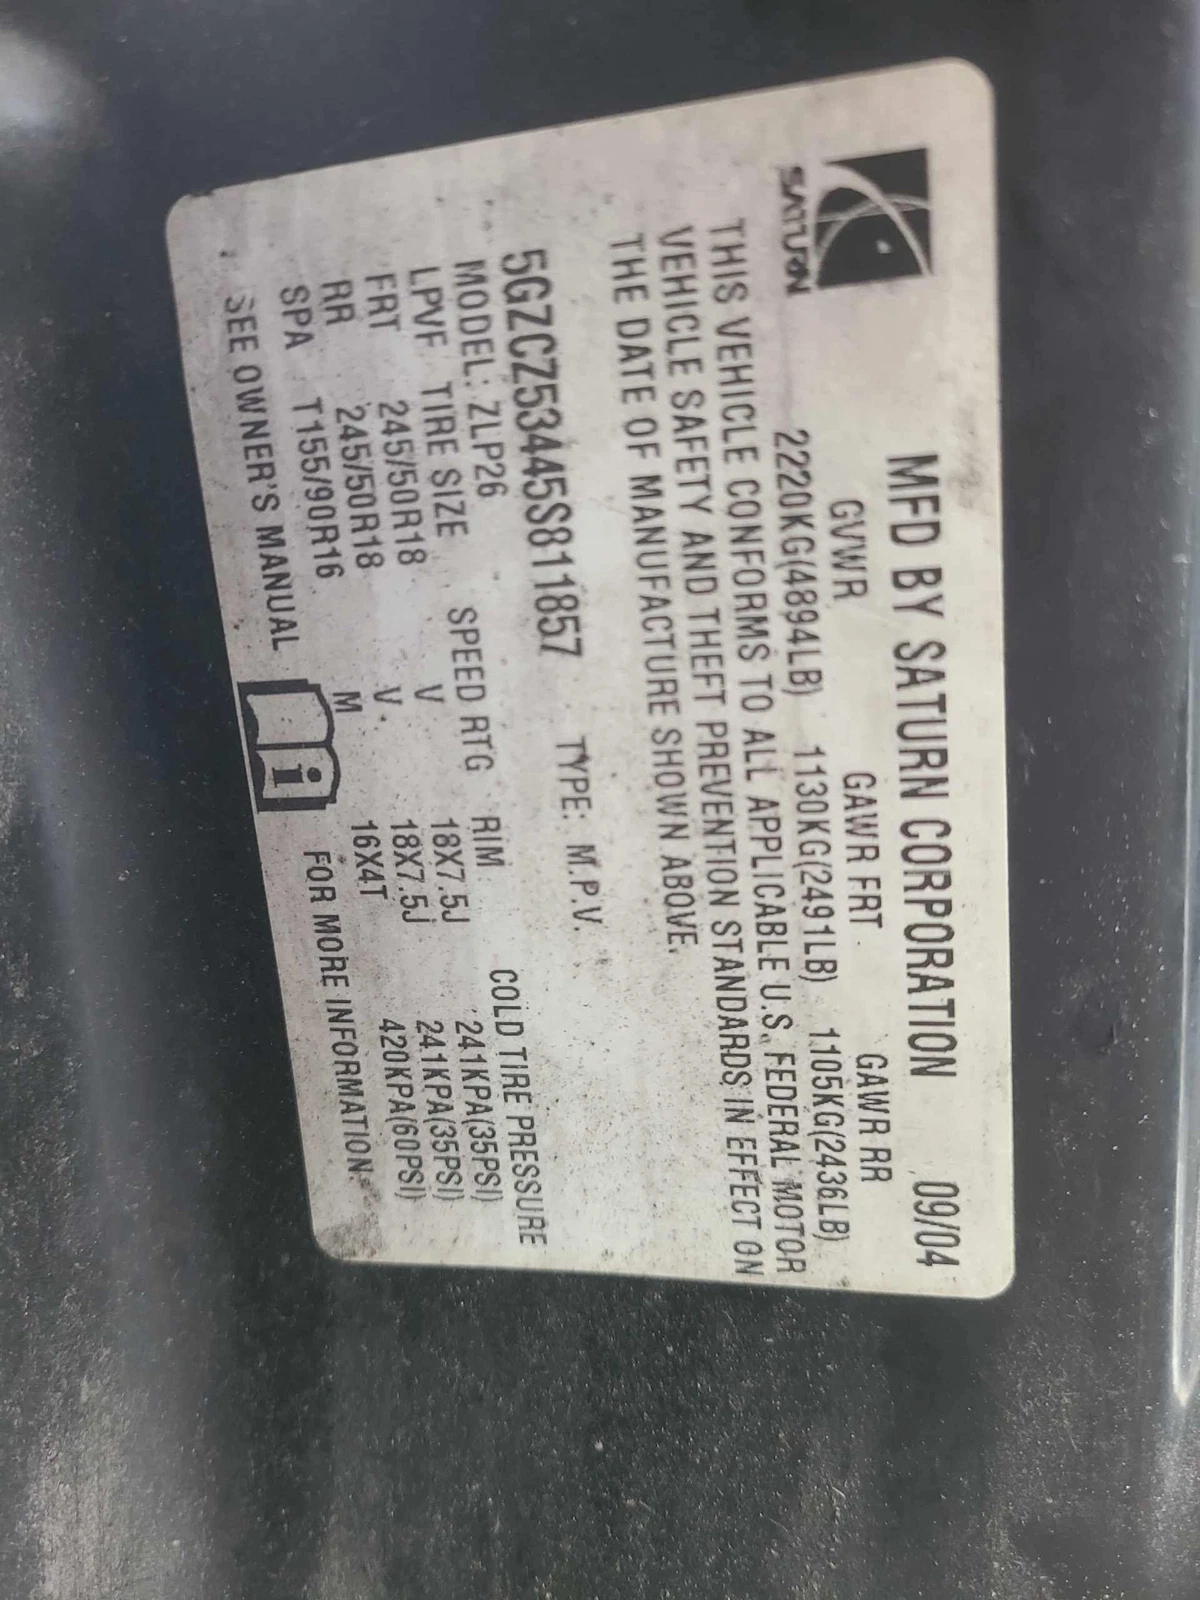 SATURN
MFD BY SATURN CORPORATION 09/04
GVWR GAWR FRT GAWR RR
2220KG(4894LB) 1130KG(2491LB) 1105KG(2436LB)
THIS VEHICLE CONFORMS TO ALL APPLICABLE U.S. FEDERAL MOTOR
VEHICLE SAFETY AND THEFT PREVENTION STANDARDS IN EFFECT ON
THE DATE OF MANUFACTURE SHOWN ABOVE.
5GZCZ53445S811857 TYPE: M.P.V.
MODEL: ZLP26
LPVF TIRE SIZE SPEED RTG RIM COLD TIRE PRESSURE
FRT 245/50R18 V 18X7.5J 241KPA(35PSI)
RR 245/50R18 V 18X7.5J 241KPA(35PSI)
SPA T155/90R16 M 16X4T 420KPA(60PSI)
SEE OWNER'S MANUAL i FOR MORE INFORMATION.